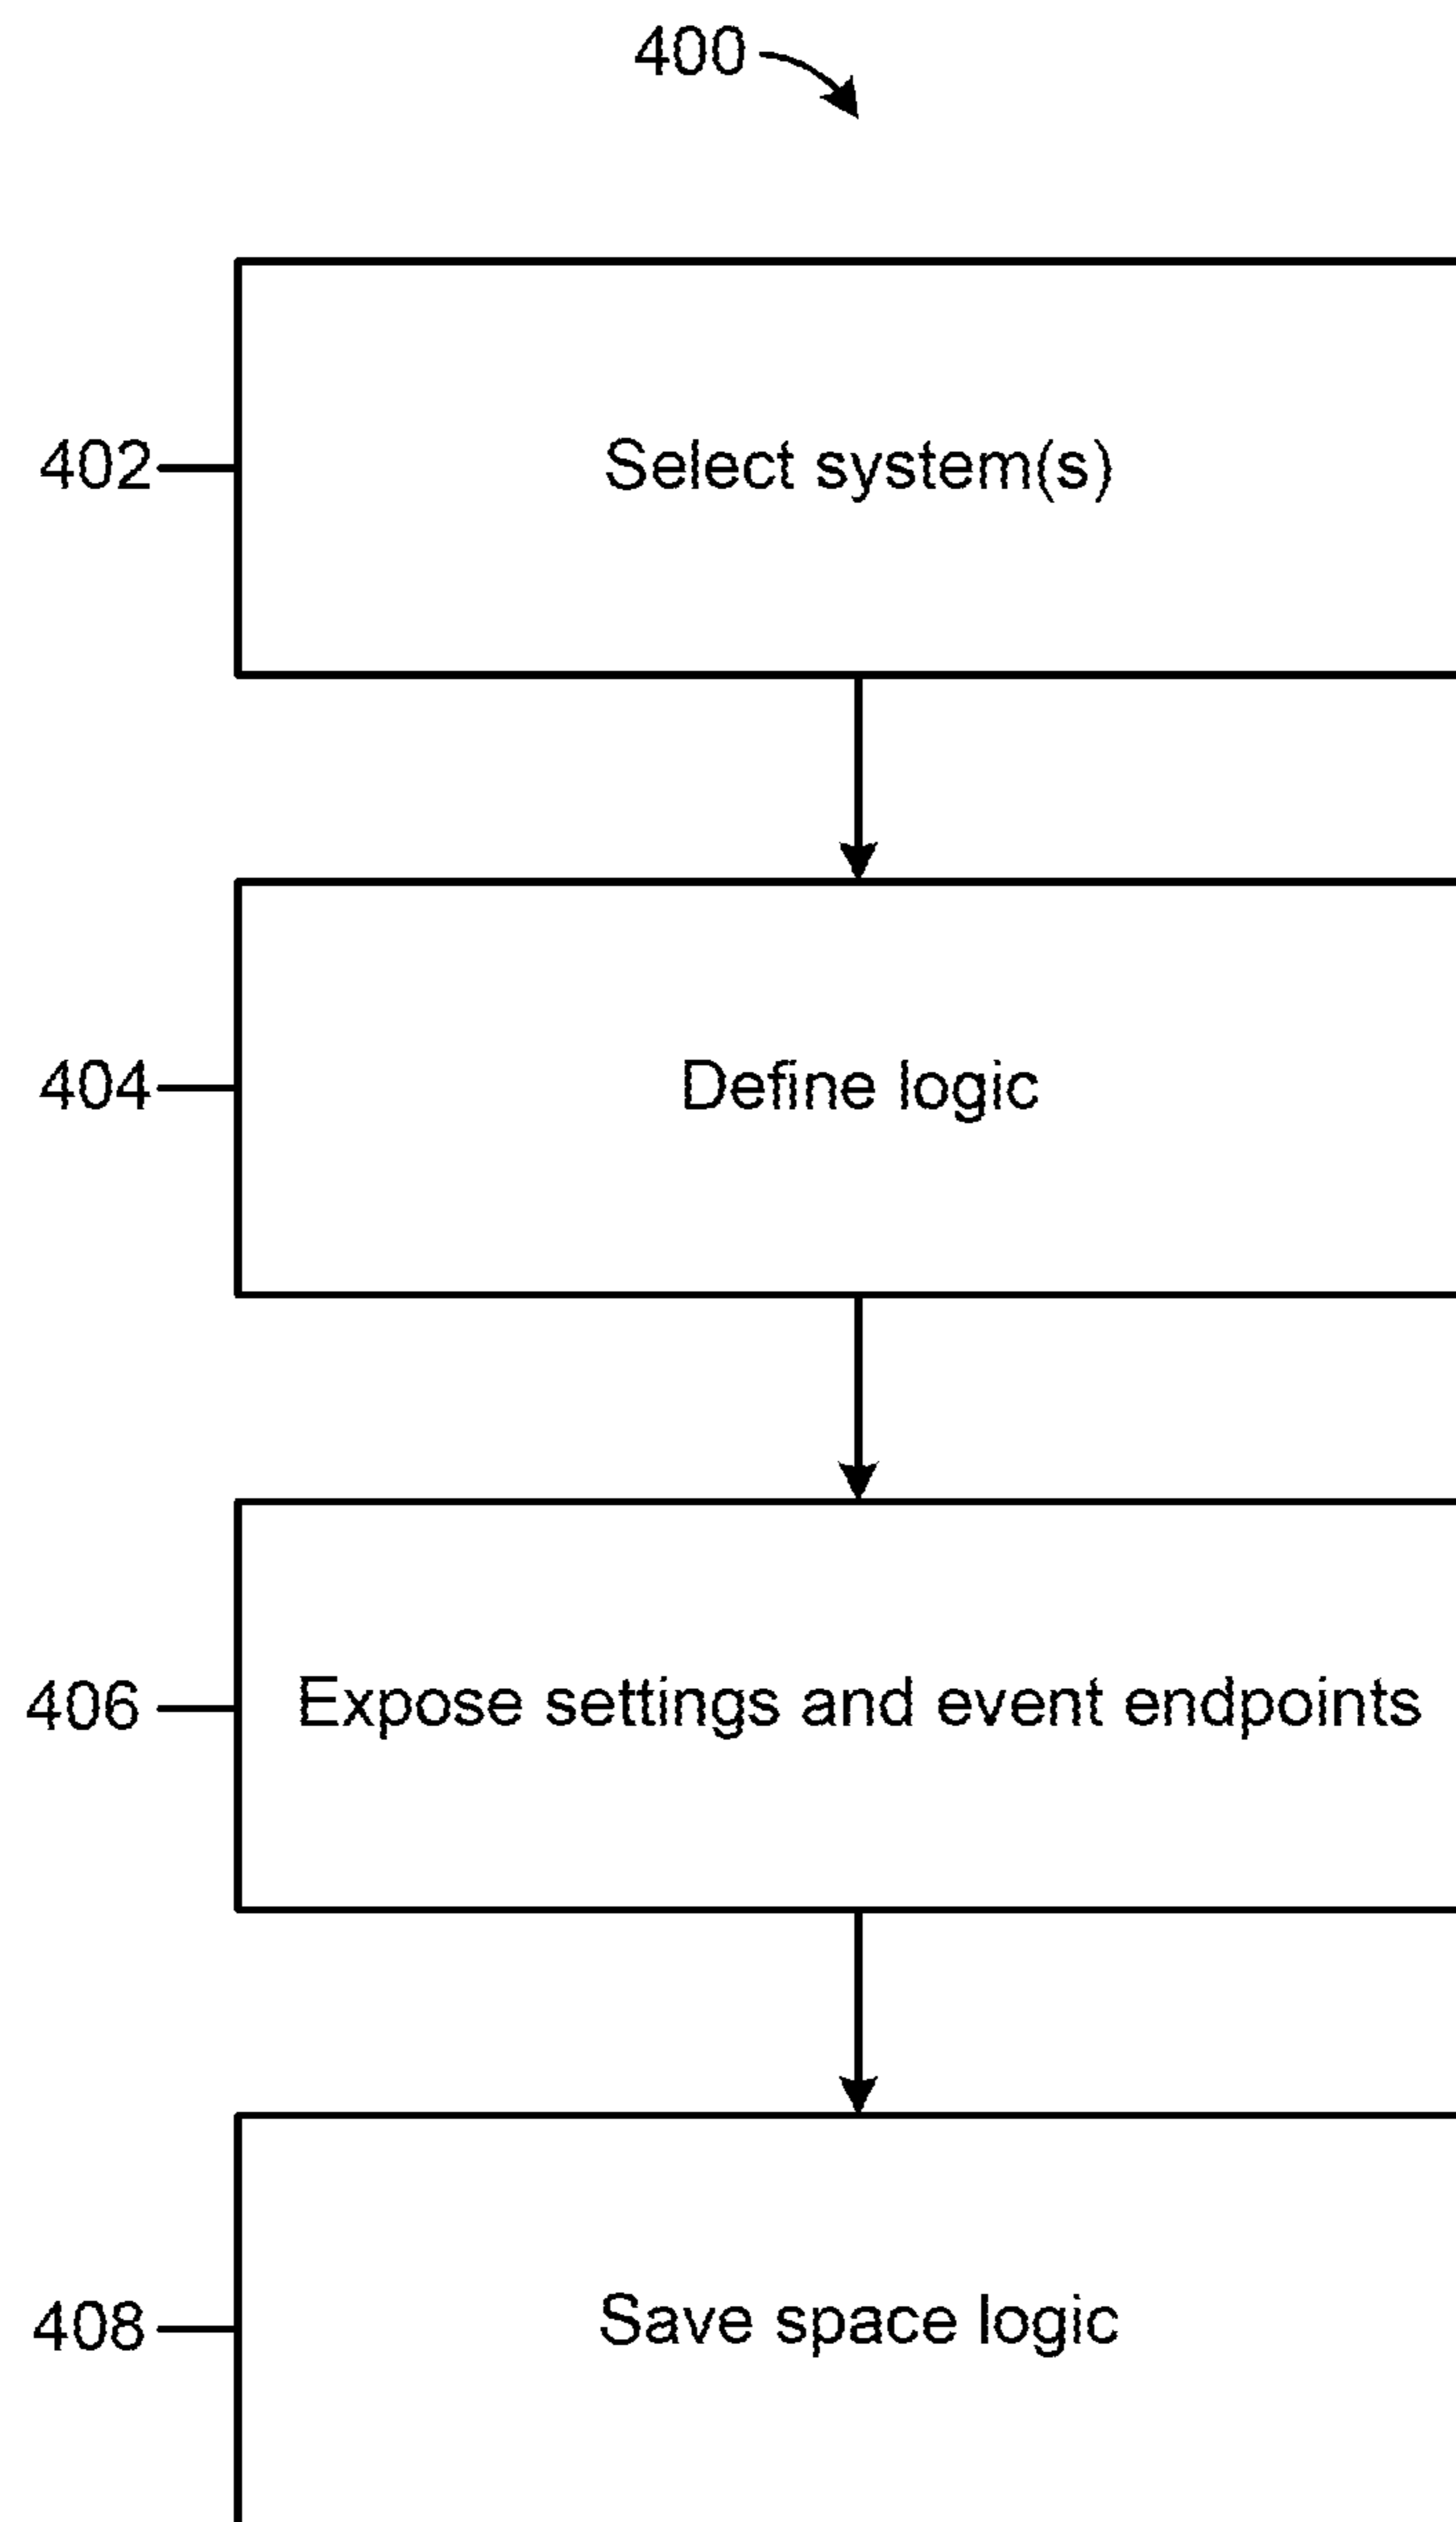 400
402
Select system(s)
404
Define logic
406
Expose settings and event endpoints
408
Save space logic